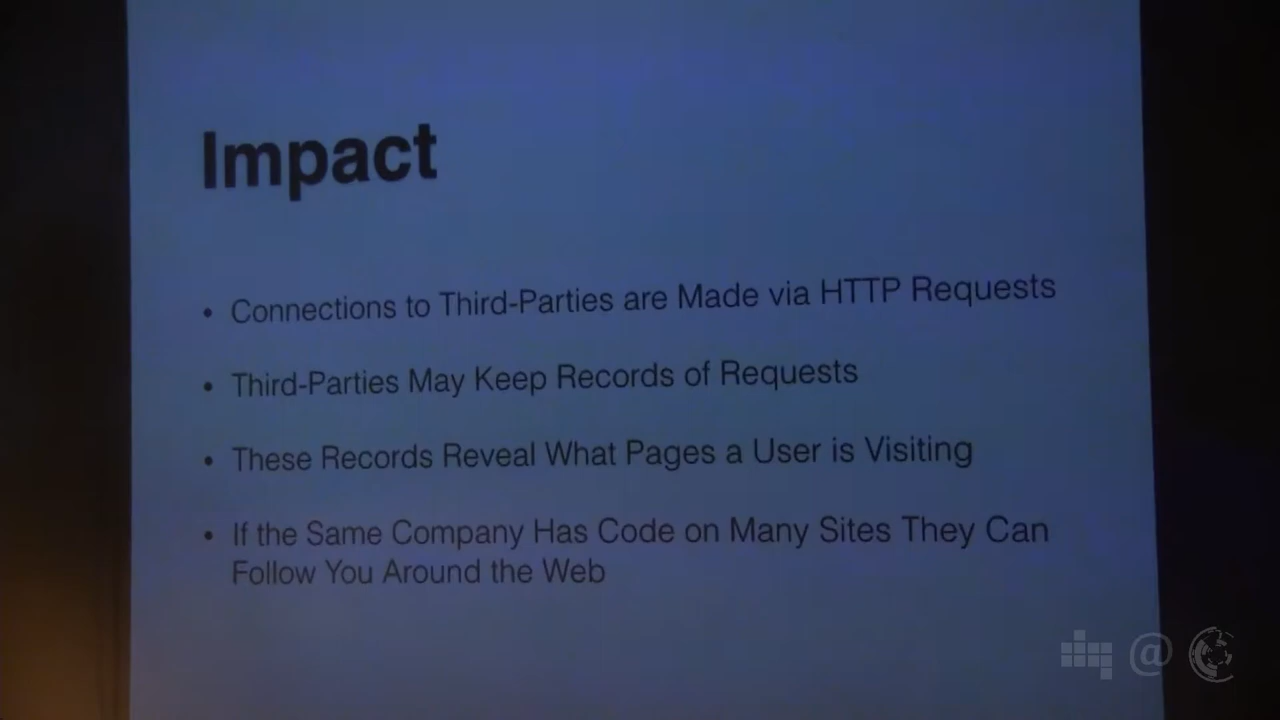 Impact
• Connections to Third-Parties are Made via HTTP Requests
• Third-Parties May Keep Records of Requests
• These Records Reveal What Pages a User is Visiting
• If the Same Company Has Code on Many Sites They Can
Follow You Around the Web
@